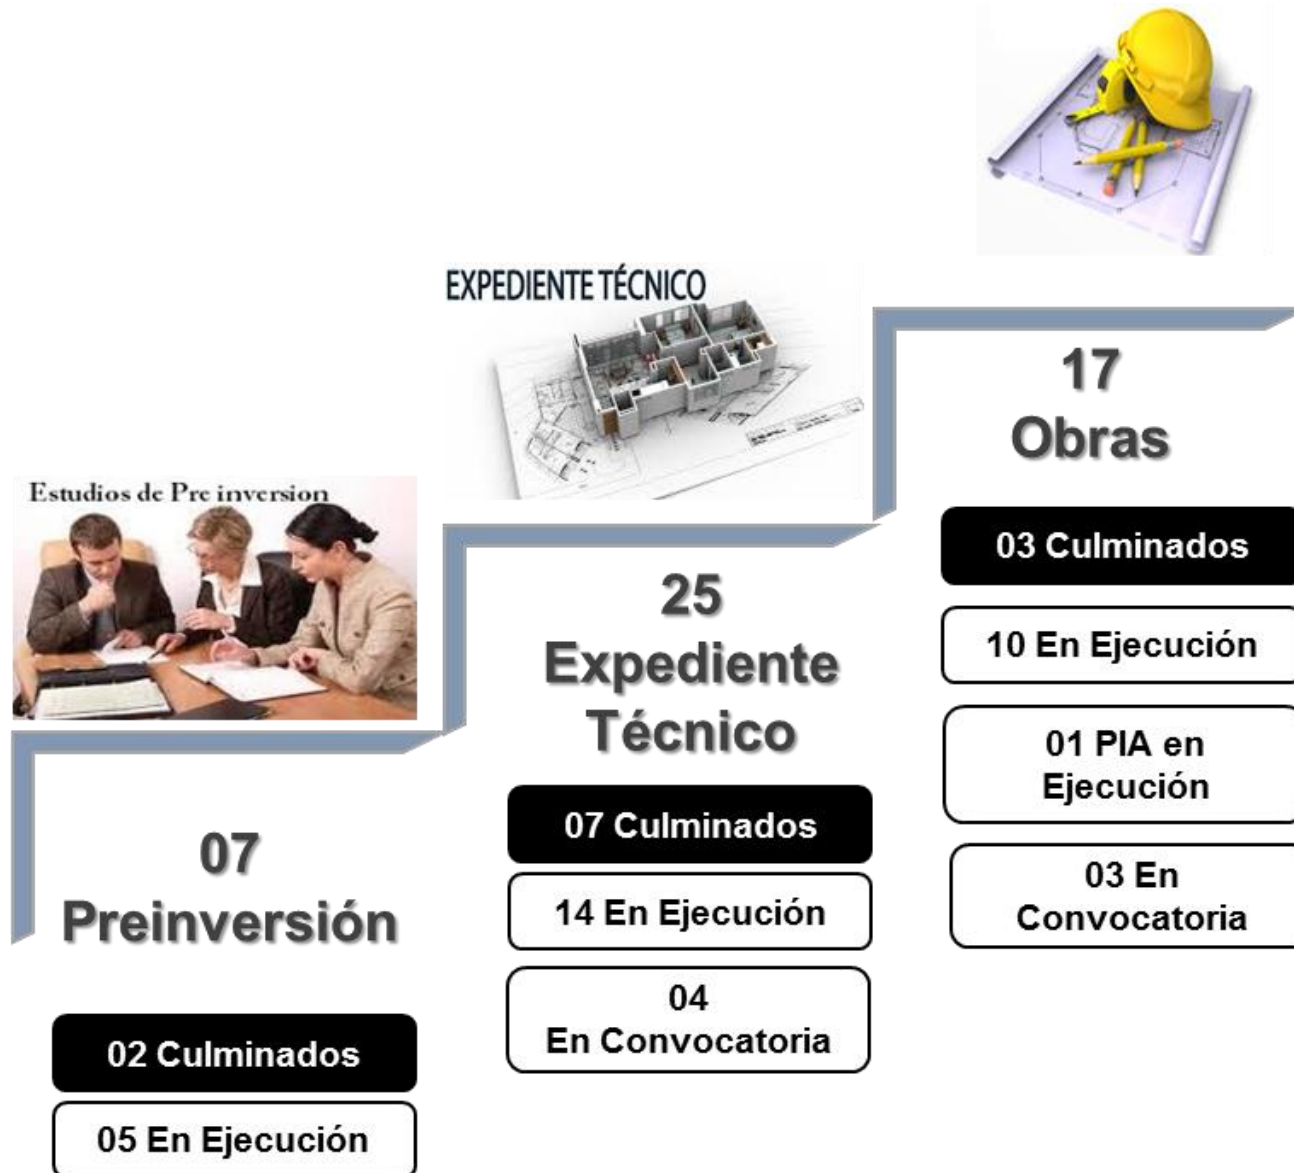 Estudios de Pre inversion
07
Preinversión
02 Culminados
05 En Ejecución
EXPEDIENTE TÉCNICO
25
Expediente
Técnico
07 Culminados
14 En Ejecución
04
En Convocatoria
17
Obras
03 Culminados
10 En Ejecución
01 PIA en
Ejecución
03 En
Convocatoria